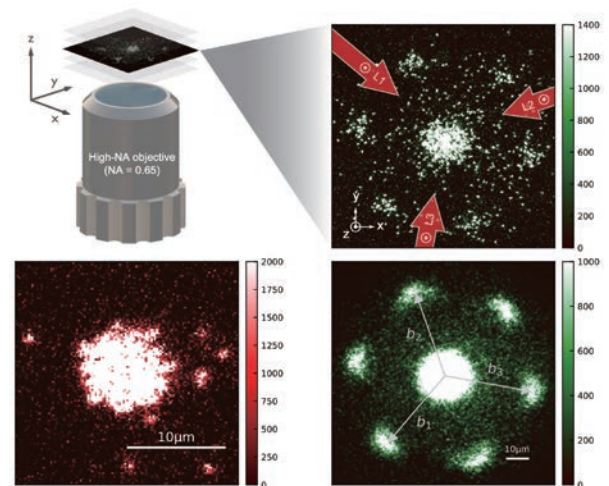 z
y
x
High-NA objective
(NA = 0.65)
L1
L2
L3
y
z
x
1400
1200
1000
800
600
400
200
0
2000
1750
1500
1250
1000
750
500
250
0
10µm
b2
b3
b1
10µm
1000
800
600
400
200
0